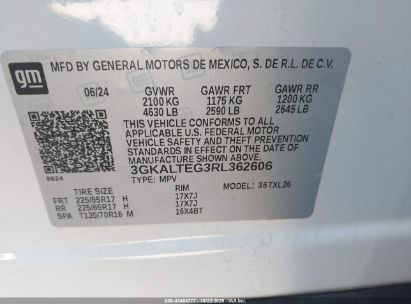 gm
MFD BY GENERAL MOTORS DE MEXICO, S. DE R.L. DE C.V.
06/24 GVWR GAWR FRT GAWR RR
2100 KG 1175 KG 1200 KG
4630 LB 2590 LB 2645 LB
THIS VEHICLE CONFORMS TO ALL
APPLICABLE U.S. FEDERAL MOTOR
VEHICLE SAFETY AND THEFT
PREVENTION STANDARDS IN EFFECT
ON THE DATE OF MANUFACTURE
SHOWN ABOVE.
3GKALTEG3RL362606
TYPE: MPV MODEL: 36TXL26
8624
TIRE SIZE RIM
FRT 225/65R17 H 17X7J
RR 225/65R17 H 17X7J
SPA T135/70R16 M 16X4BT